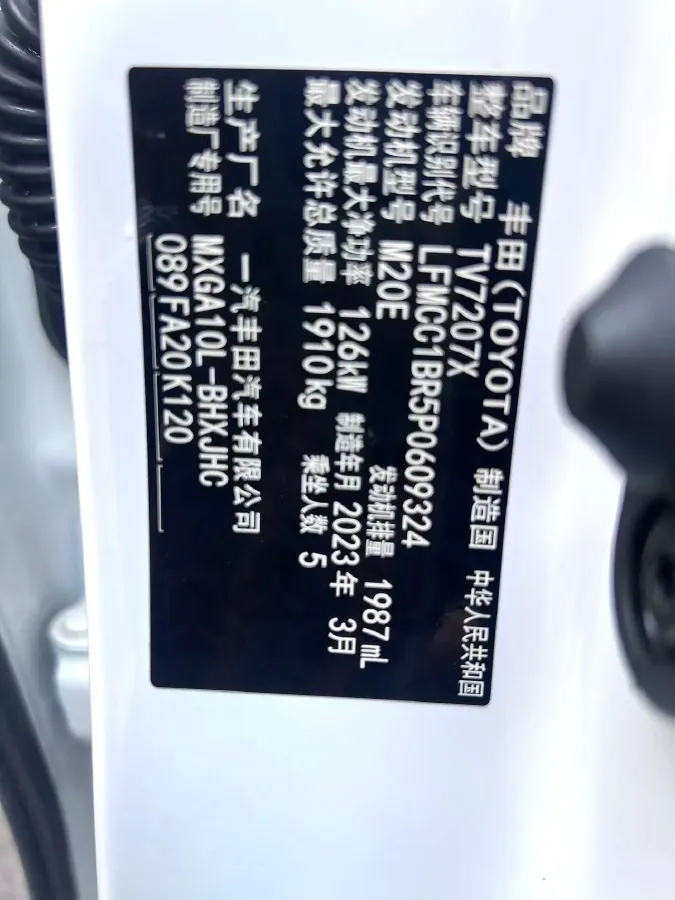 品牌 丰田(TOYOTA) 制造国 中华人民共和国
整车型号 TV7207X
车辆识别代号 LFMCC1BR5P0609324
发动机型号 M20E 发动机排量 1987mL
发动机最大净功率 126kW 制造年月 2023年 3月
最大允许总质量 1910kg 乘坐人数 5
生产厂名 一汽丰田汽车有限公司
制造厂专用号 MXGA10L-BHXJHC
089FA20K120